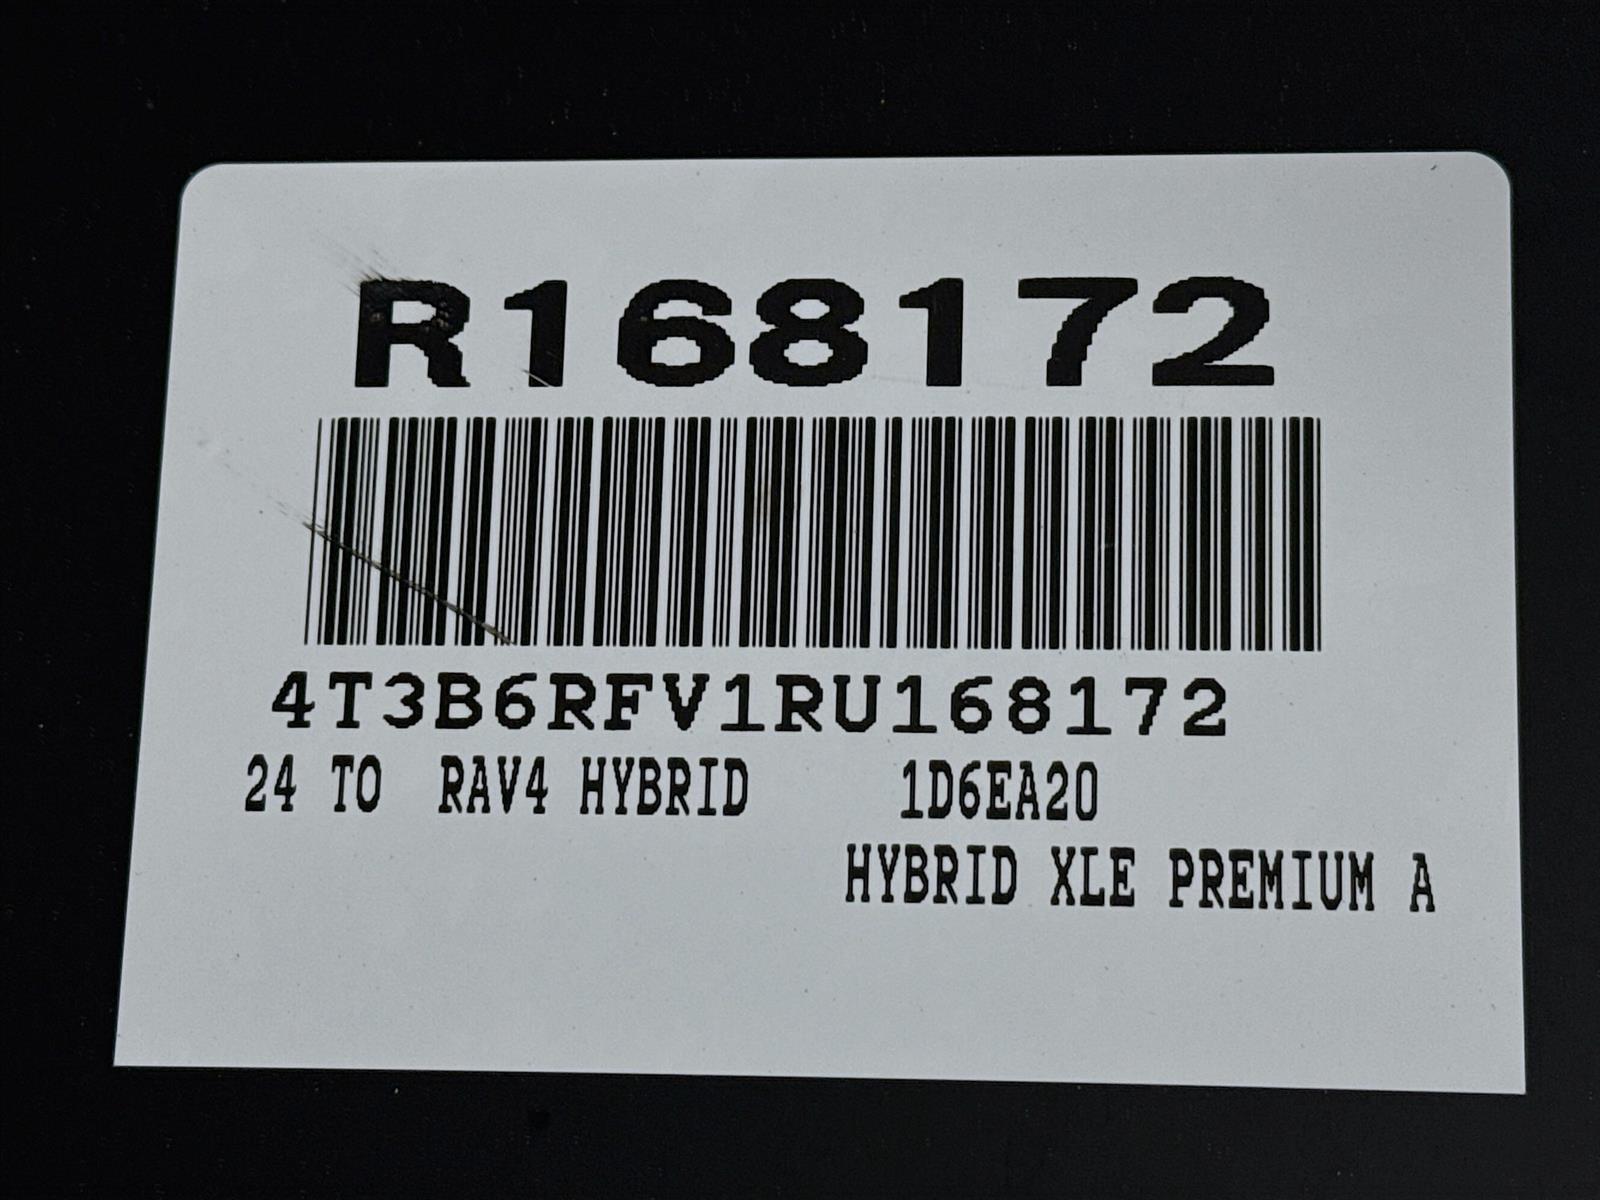 R168172
4T3B6RFV1RU168172
24 TO RAV4 HYBRID 1D6EA20
HYBRID XLE PREMIUM A